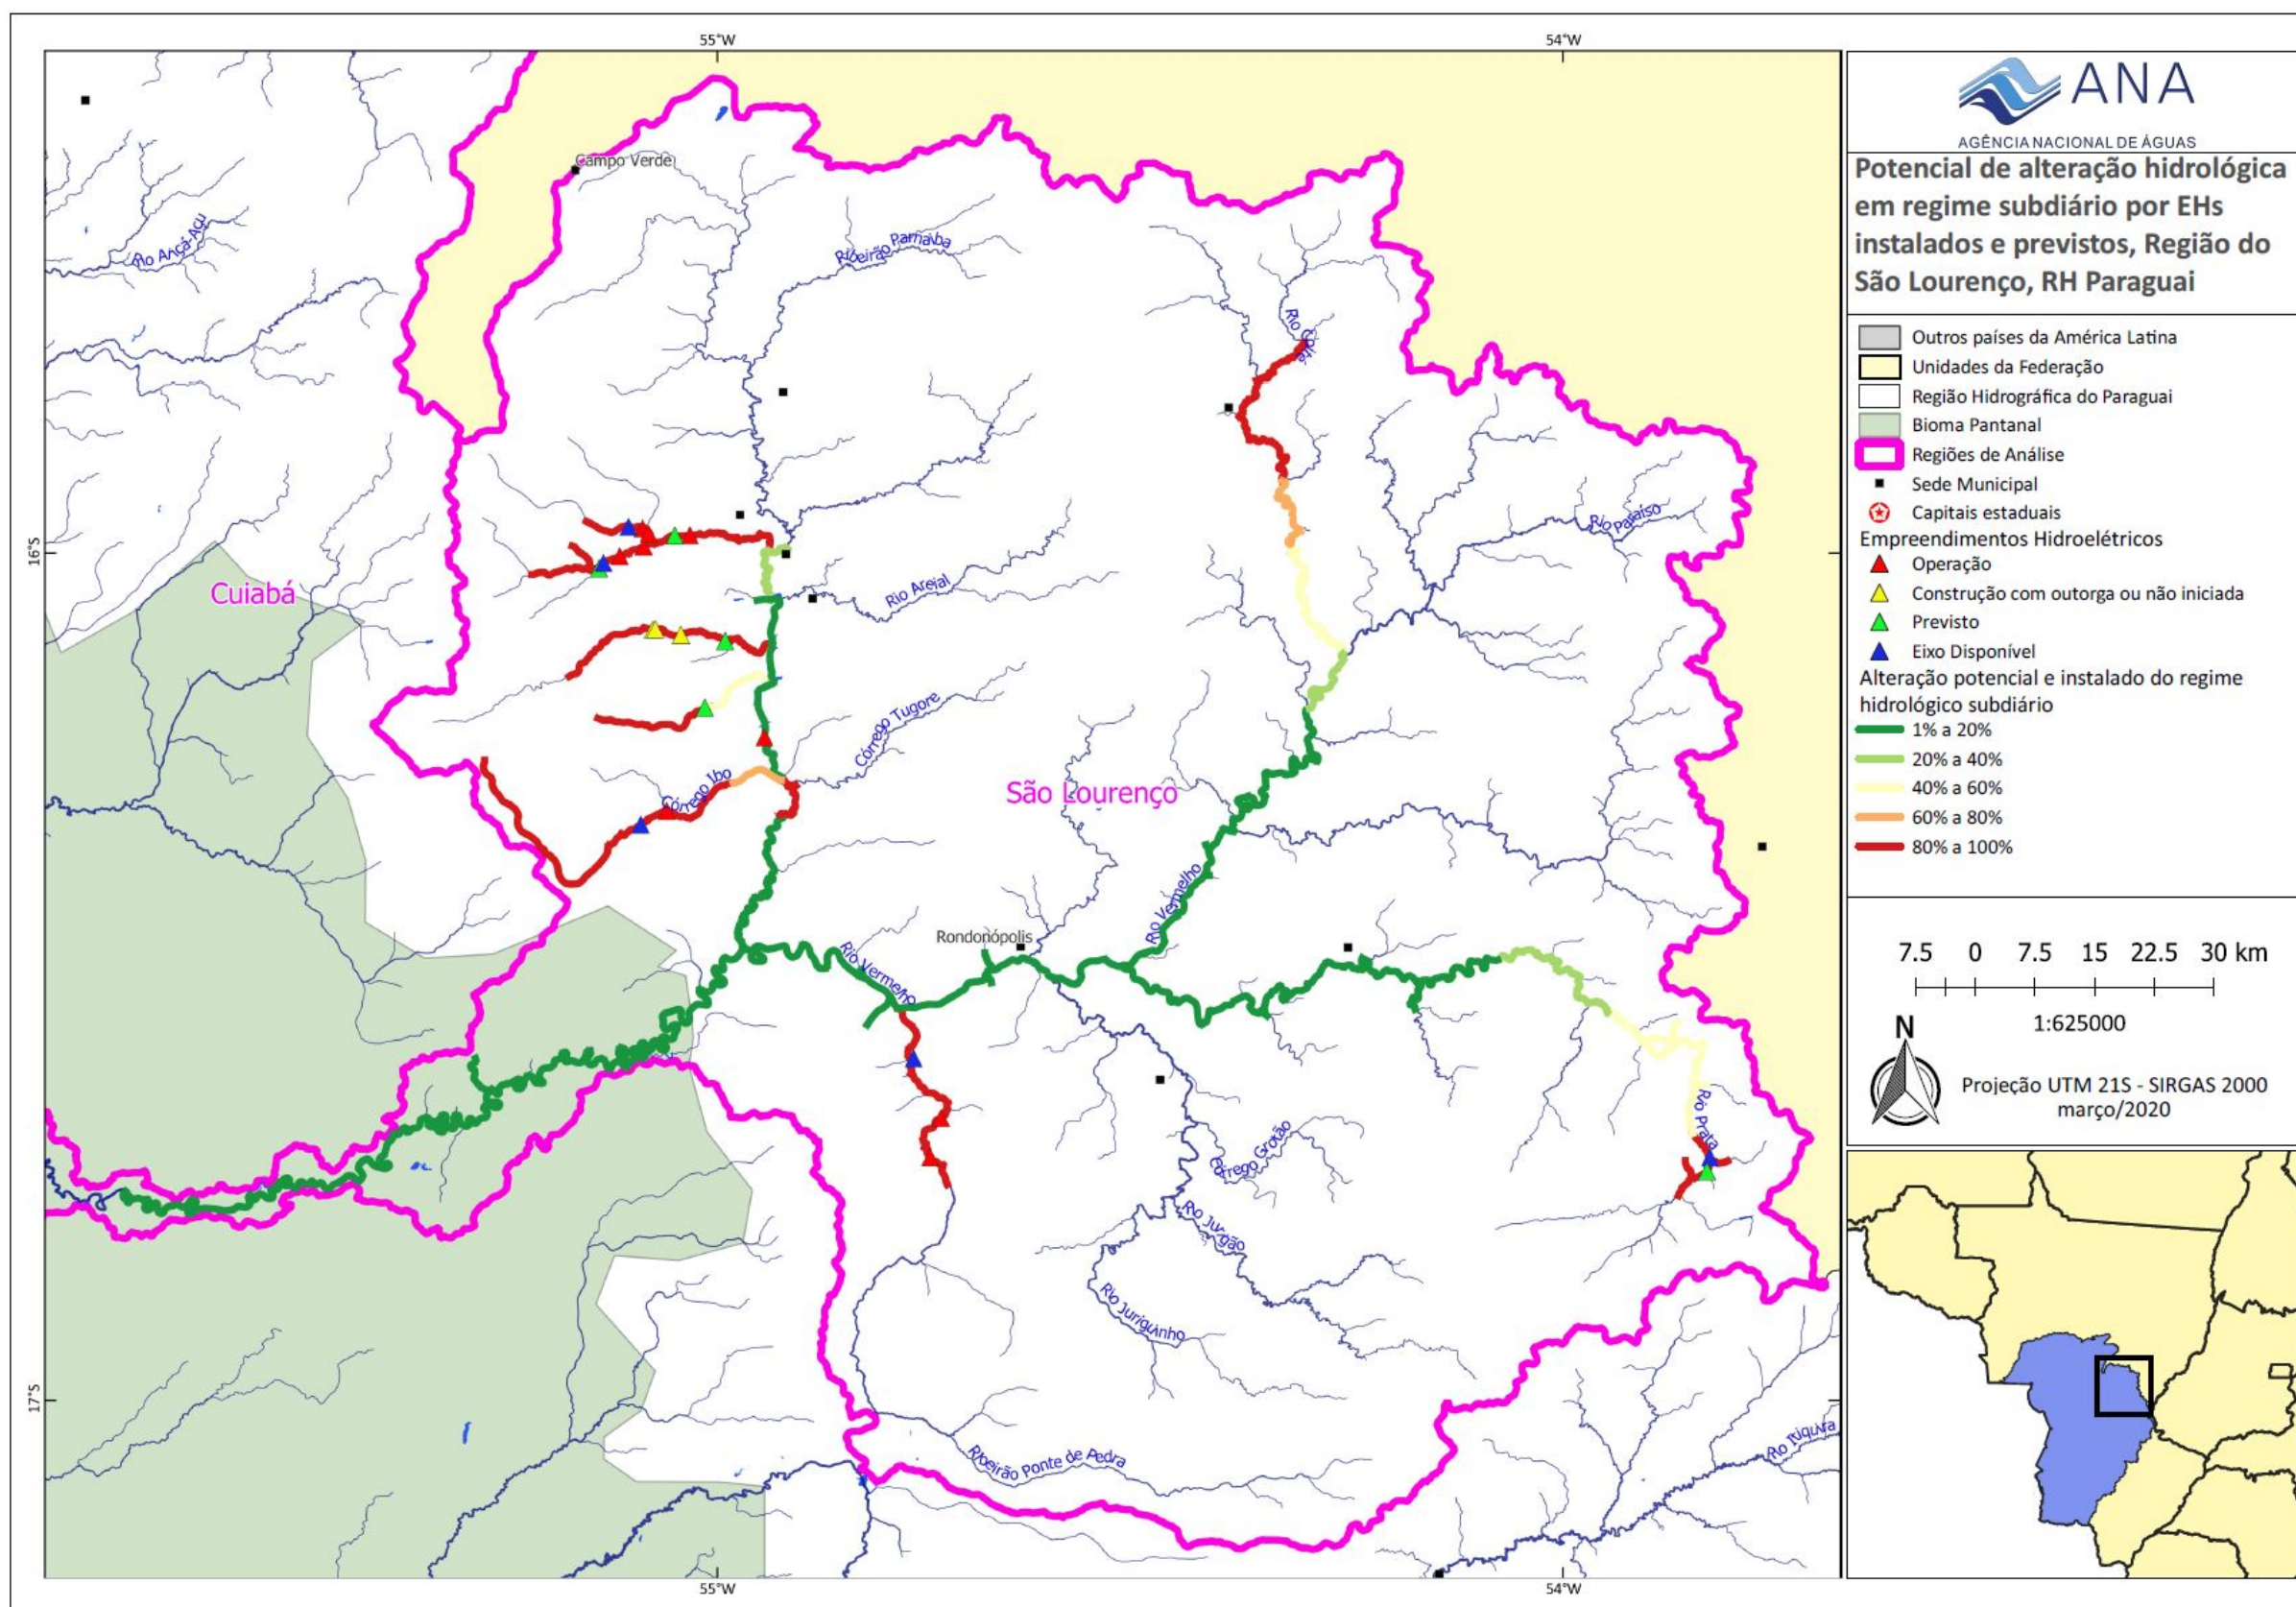 55°W
54°W
16°S
17°S
55°W
54°W
Campo Verde
Rio Ariçá-Açu
Ribeirão Parnaíba
Rio Paraíso
Cuiabá
Rio Areial
Córrego Tugore
Córrego Ibo
São Lourenço
Rio Vermelho
Rondonópolis
Rio Vermelho
Rio Prata
Córrego Grotão
Rio Jurigão
Rio Juriguinho
Ribeirão Ponte de Pedra
ANA
AGÊNCIA NACIONAL DE ÁGUAS
Potencial de alteração hidrológica
em regime subdiário por EHs
instalados e previstos, Região do
São Lourenço, RH Paraguai
Outros países da América Latina
Unidades da Federação
Região Hidrográfica do Paraguai
Bioma Pantanal
Regiões de Análise
Sede Municipal
Capitais estaduais
Empreendimentos Hidroelétricos
Operação
Construção com outorga ou não iniciada
Previsto
Eixo Disponível
Alteração potencial e instalado do regime
hidrológico subdiário
1% a 20%
20% a 40%
40% a 60%
60% a 80%
80% a 100%
7.5 0 7.5 15 22.5 30 km
N
1:625000
Projeção UTM 21S - SIRGAS 2000
março/2020